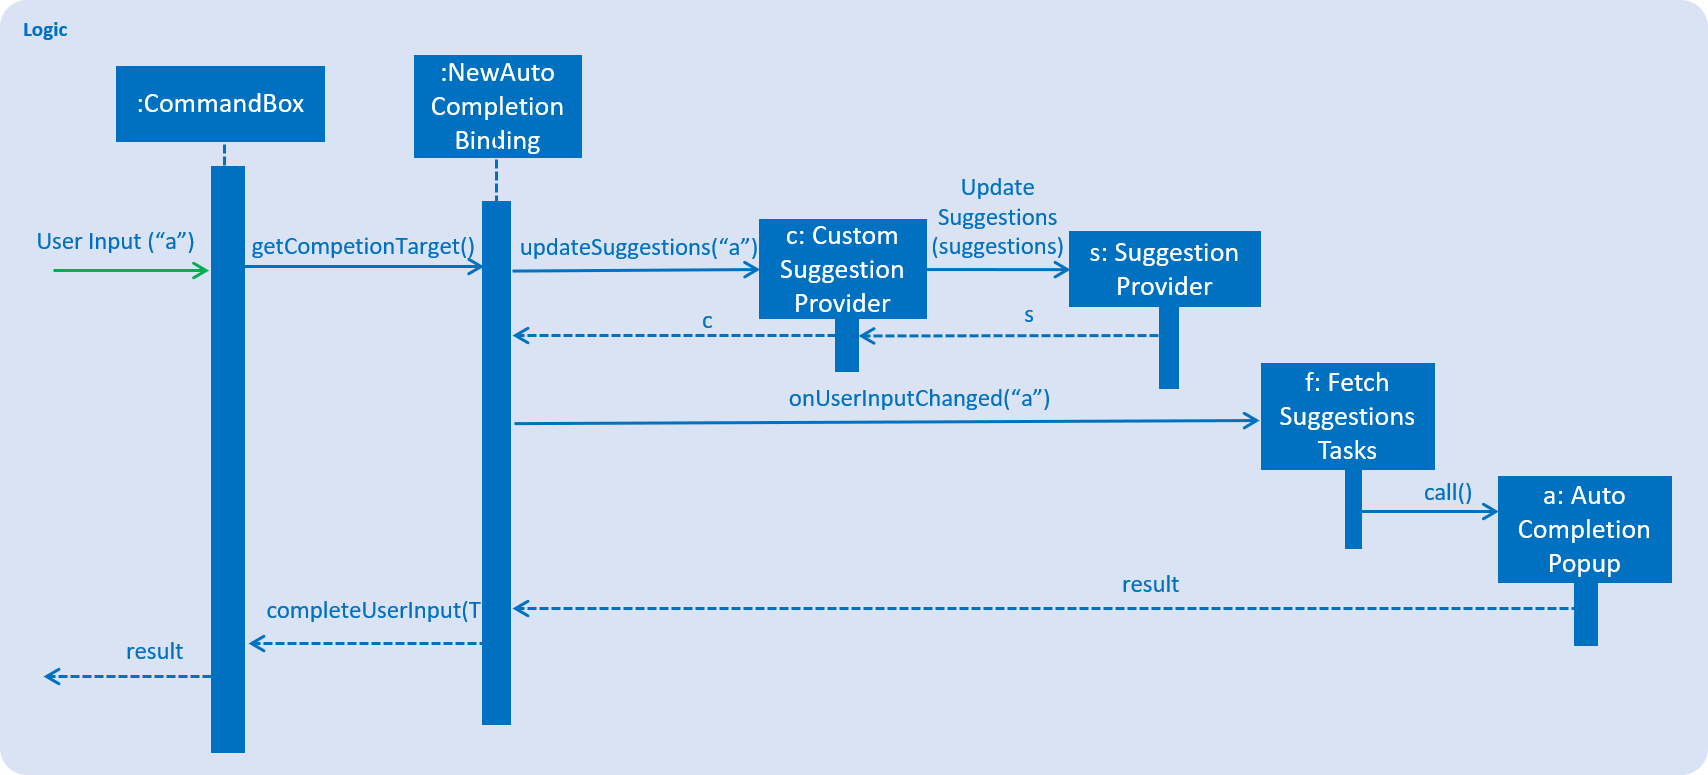 Logic
:CommandBox
:NewAuto
Completion
Binding
User Input (“a”)
getCompetionTarget()
updateSuggestions(“a”)
c: Custom
Suggestion
Provider
Update
Suggestions
(suggestions)
s: Suggestion
Provider
c
s
onUserInputChanged(“a”)
f: Fetch
Suggestions
Tasks
call()
a: Auto
Completion
Popup
result
completeUserInput(T
result